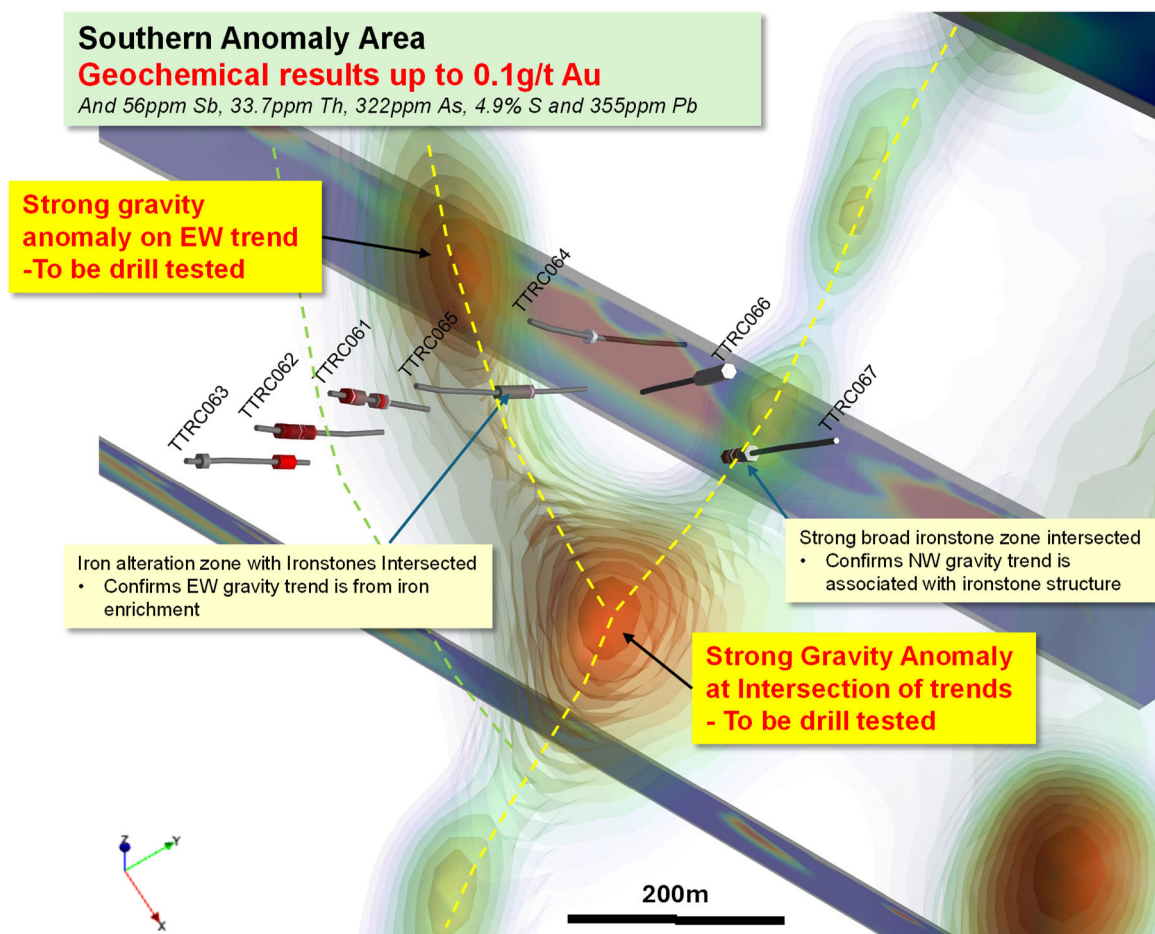 Southern Anomaly Area
Geochemical results up to 0.1g/t Au
And 56ppm Sb, 33.7ppm Th, 322ppm As, 4.9% S and 355ppm Pb
Strong gravity
anomaly on EW trend
-To be drill tested
TTRC064
TTRC066
TTRC065
TTRC061
TTRC062
TTRC063
TTRC067
Iron alteration zone with Ironstones Intersected
• Confirms EW gravity trend is from iron
enrichment
Strong broad ironstone zone intersected
• Confirms NW gravity trend is
associated with ironstone structure
Strong Gravity Anomaly
at Intersection of trends
- To be drill tested
Z
Y
X
200m